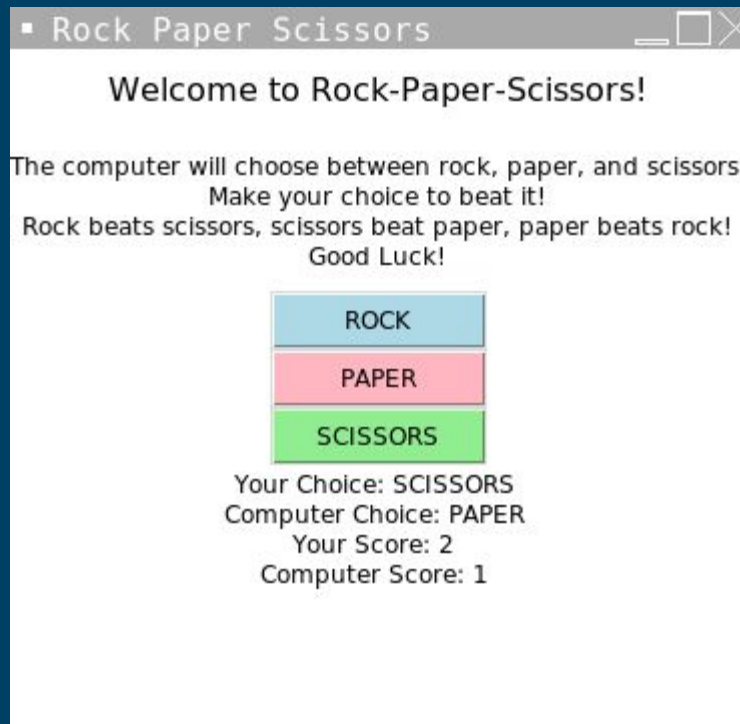 Rock Paper Scissors
Welcome to Rock-Paper-Scissors!
The computer will choose between rock, paper, and scissors
Make your choice to beat it!
Rock beats scissors, scissors beat paper, paper beats rock!
Good Luck!
ROCK
PAPER
SCISSORS
Your Choice: SCISSORS
Computer Choice: PAPER
Your Score: 2
Computer Score: 1